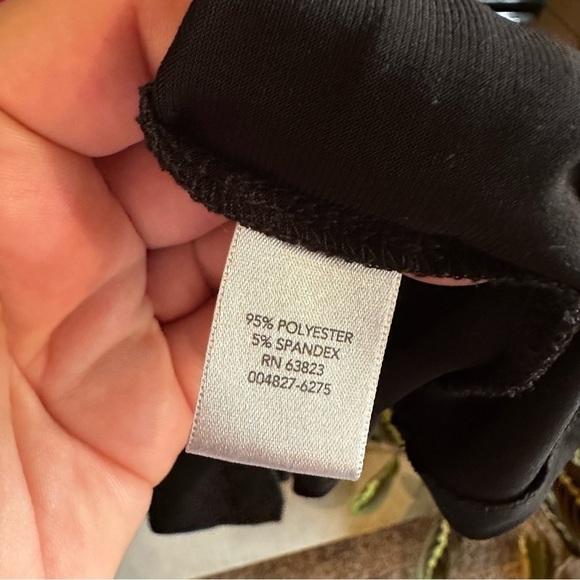 95% POLYESTER
5% SPANDEX
RN 63823
004827-6275